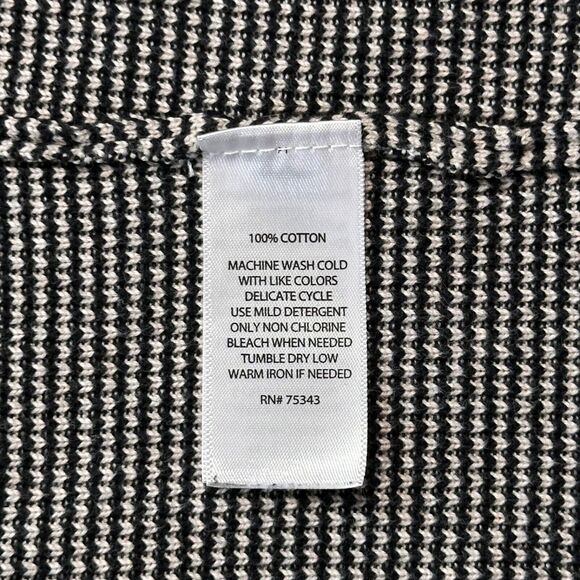 100% COTTON
MACHINE WASH COLD
WITH LIKE COLORS
DELICATE CYCLE
USE MILD DETERGENT
ONLY NON CHLORINE
BLEACH WHEN NEEDED
TUMBLE DRY LOW
WARM IRON IF NEEDED
RN# 75343